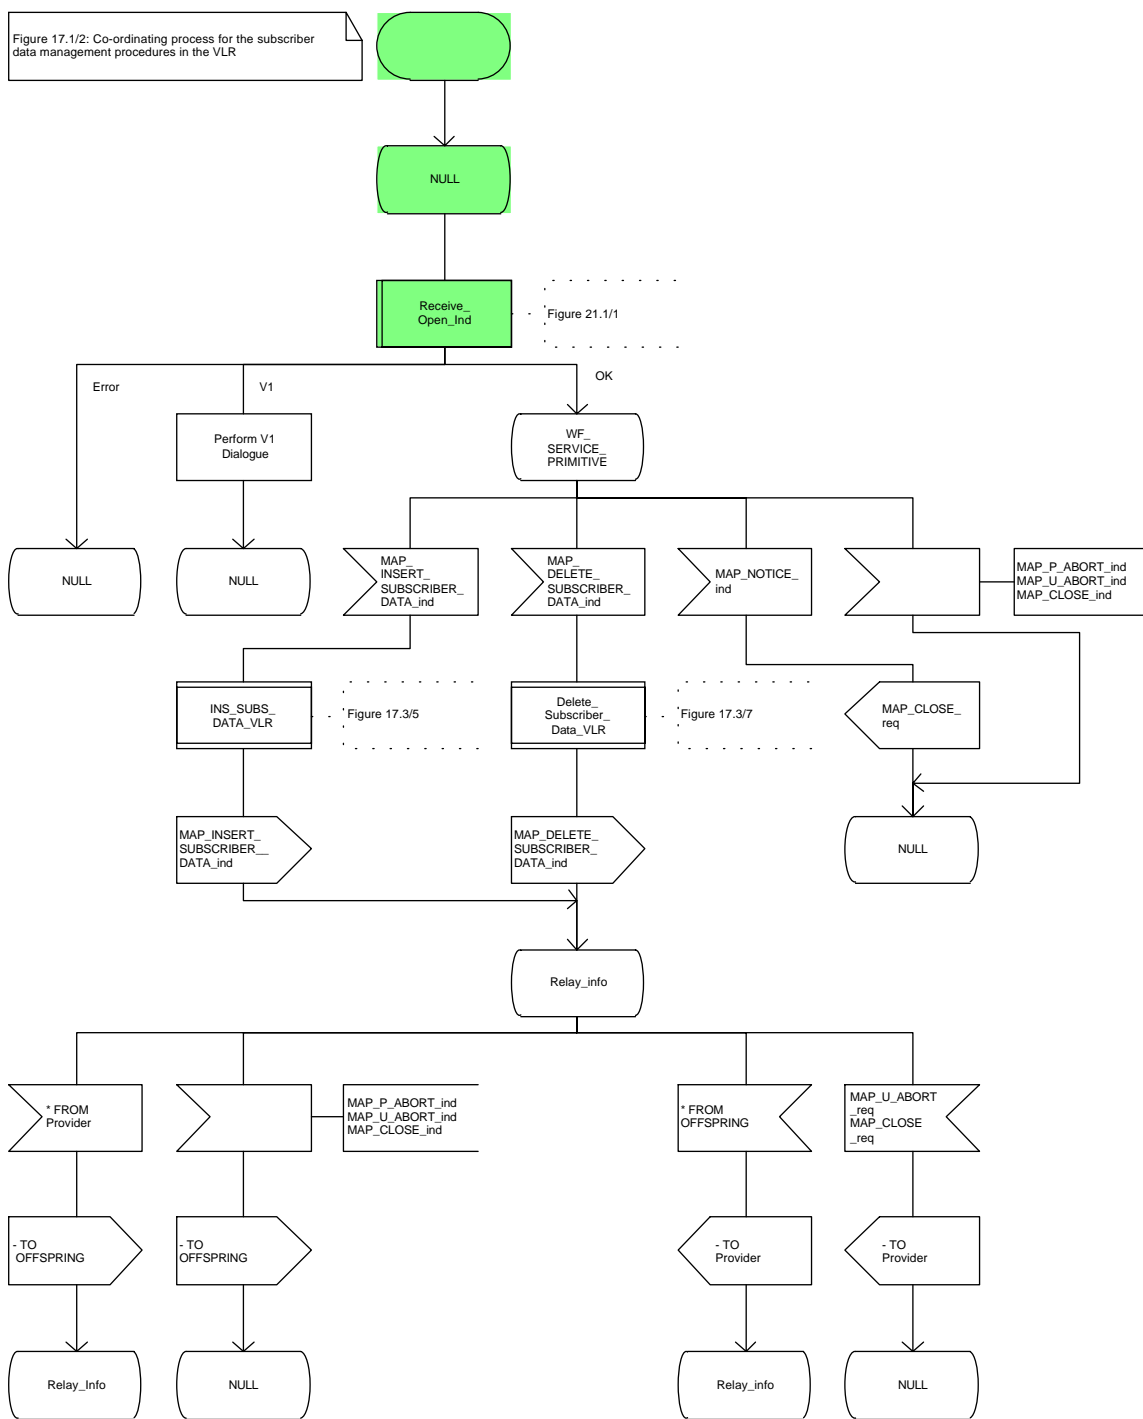 Figure 17.1/2: Co-ordinating process for the subscriber
data management procedures in the VLR
NULL
Receive_
Open_Ind
Figure 21.1/1
Error
V1
OK
Perform V1
Dialogue
WF_
SERVICE_
PRIMITIVE
NULL
NULL
MAP_
INSERT_
SUBSCRIBER_
DATA_ind
MAP_
DELETE_
SUBSCRIBER_
DATA_ind
MAP_NOTICE_
ind
MAP_P_ABORT_ind
MAP_U_ABORT_ind
MAP_CLOSE_ind
INS_SUBS_
DATA_VLR
Figure 17.3/5
Delete_
Subscriber_
Data_VLR
Figure 17.3/7
MAP_CLOSE_
req
MAP_INSERT_
SUBSCRIBER__
DATA_ind
MAP_DELETE_
SUBSCRIBER_
DATA_ind
NULL
Relay_info
* FROM
Provider
MAP_P_ABORT_ind
MAP_U_ABORT_ind
MAP_CLOSE_ind
* FROM
OFFSPRING
MAP_U_ABORT
_req
MAP_CLOSE
_req
- TO
OFFSPRING
- TO
OFFSPRING
- TO
Provider
- TO
Provider
Relay_Info
NULL
Relay_info
NULL